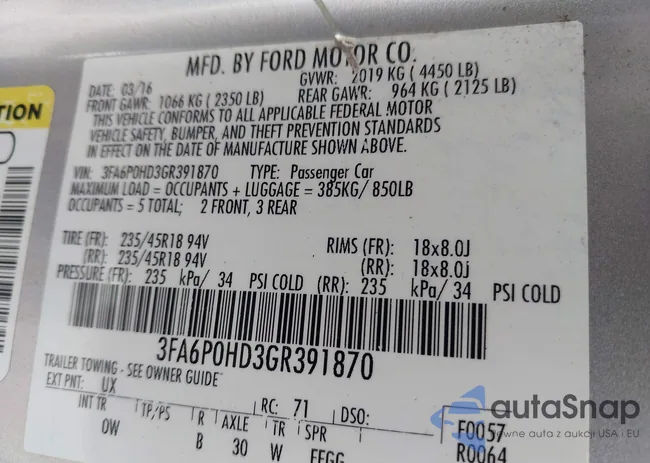 MFD. BY FORD MOTOR CO.
DATE: 03/16 GVWR: 2019 KG ( 4450 LB)
FRONT GAWR: 1066 KG ( 2350 LB) REAR GAWR: 964 KG ( 2125 LB)
THIS VEHICLE CONFORMS TO ALL APPLICABLE FEDERAL MOTOR
VEHICLE SAFETY, BUMPER, AND THEFT PREVENTION STANDARDS
IN EFFECT ON THE DATE OF MANUFACTURE SHOWN ABOVE.
VIN: 3FA6P0HD3GR391870 TYPE: Passenger Car
MAXIMUM LOAD = OCCUPANTS + LUGGAGE = 385KG/ 850LB
OCCUPANTS = 5 TOTAL; 2 FRONT, 3 REAR
TIRE (FR): 235/45R18 94V RIMS (FR): 18x8.0J
(RR): 235/45R18 94V (RR): 18x8.0J
PRESSURE (FR): 235 kPa/ 34 PSI COLD (RR): 235 kPa/ 34 PSI COLD
3FA6P0HD3GR391870
TRAILER TOWING - SEE OWNER GUIDE
EXT PNT: UX RC: 71 DSO: F0057
INT TR TP/PS R AXLE TR SPR R0064
OW B 30 W
autoSnap